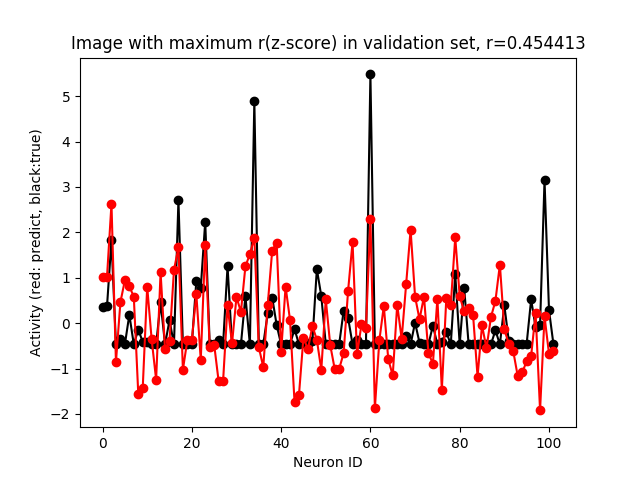 Image with maximum r(z-score) in validation set, r=0.454413
Activity (red: predict, black:true)
5
4
3
2
1
0
−1
−2
0 20 40 60 80 100
Neuron ID